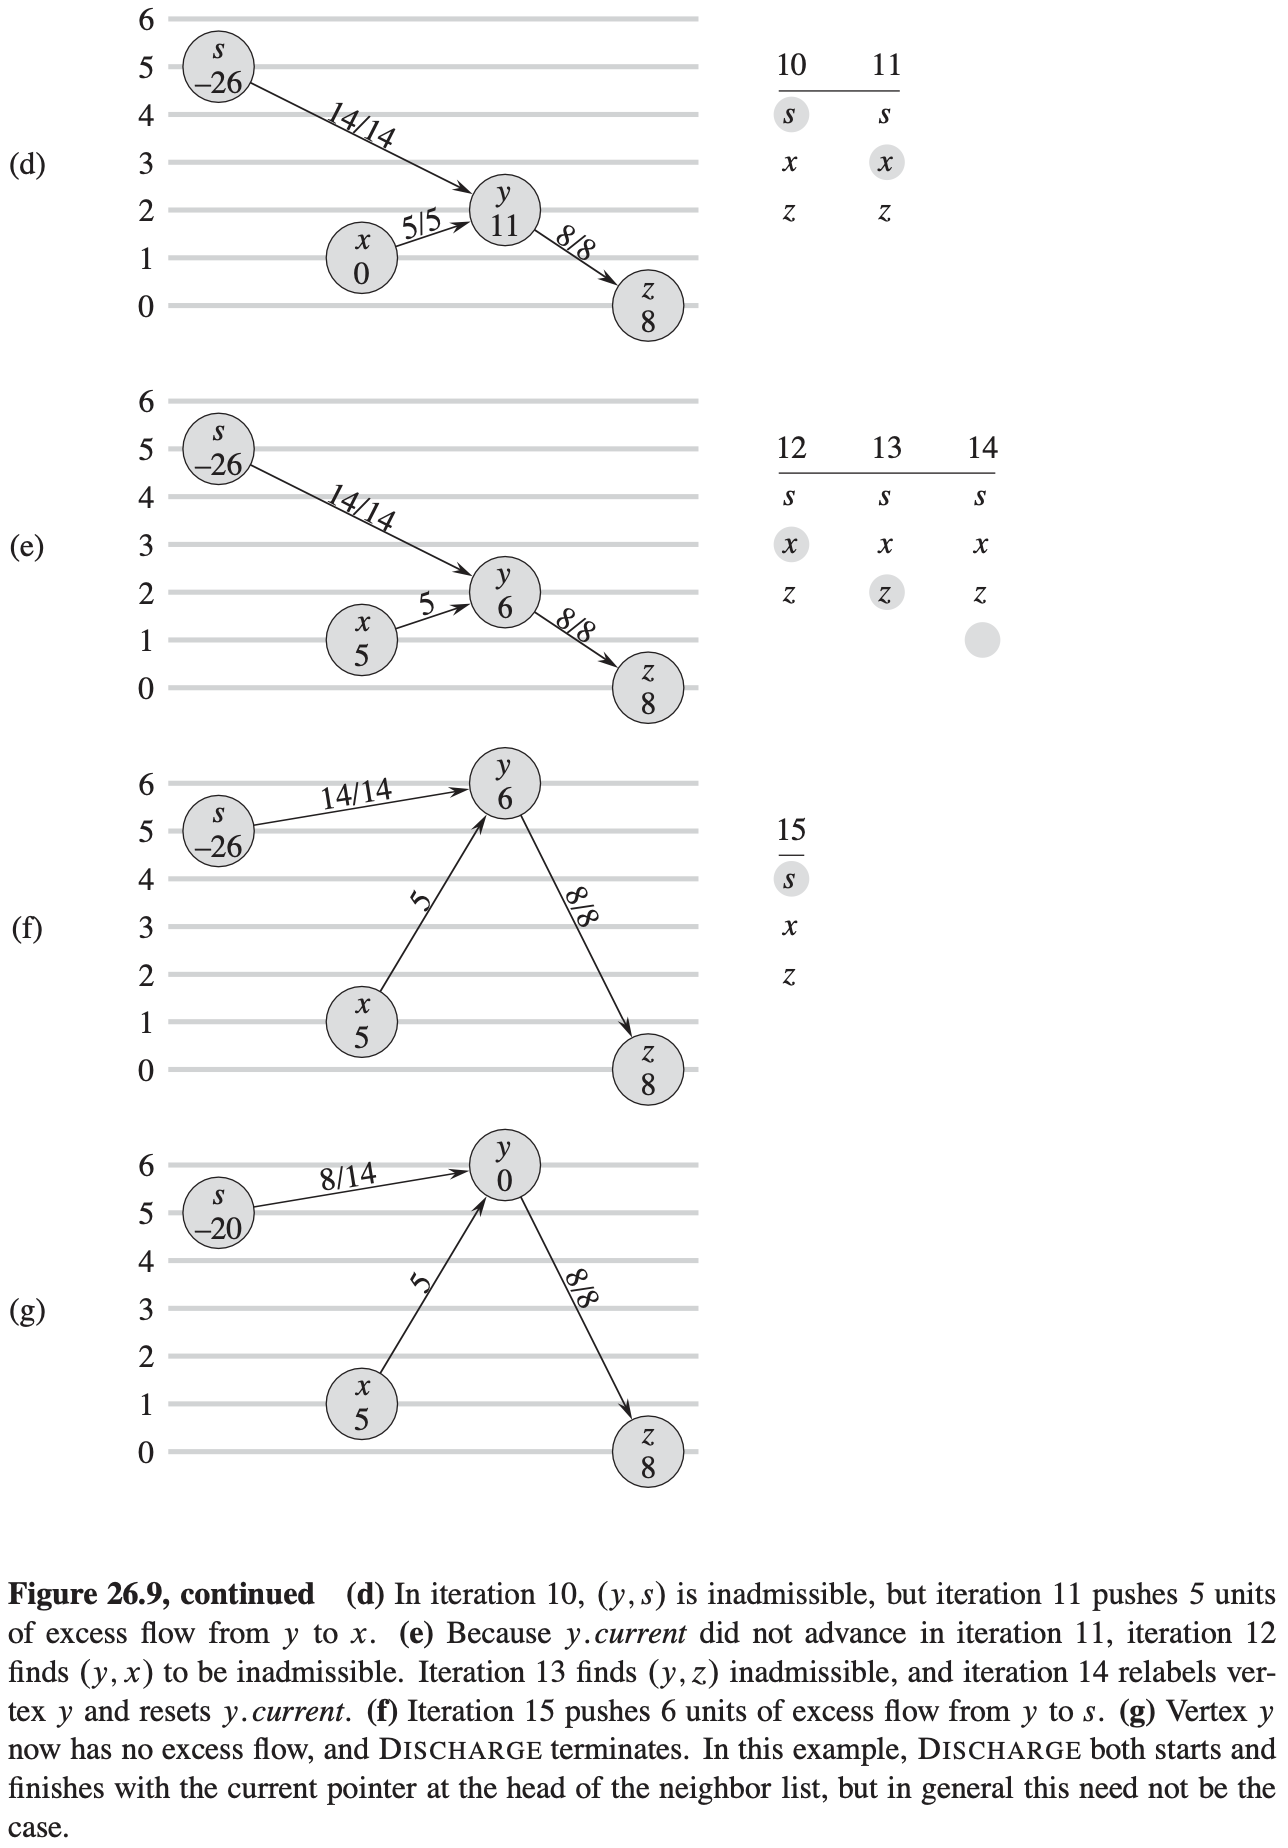 6
5
4
3
2
1
0
(d)
s
–26
14/14
x
0
5/5
y
11
8/8
z
8
10 11
s s
x x
z z
6
5
4
3
2
1
0
(e)
s
–26
14/14
x
5
5
y
6
8/8
z
8
12 13 14
s s s
x x x
z z z
6
5
4
3
2
1
0
(f)
s
–26
14/14
x
5
5
y
6
8/8
z
8
15
s
x
z
6
5
4
3
2
1
0
(g)
s
–20
8/14
x
5
5
y
0
8/8
z
8
Figure 26.9, continued (d) In iteration 10, (y, s) is inadmissible, but iteration 11 pushes 5 units
of excess flow from y to x. (e) Because y.current did not advance in iteration 11, iteration 12
finds (y, x) to be inadmissible. Iteration 13 finds (y, z) inadmissible, and iteration 14 relabels ver-
tex y and resets y.current. (f) Iteration 15 pushes 6 units of excess flow from y to s. (g) Vertex y
now has no excess flow, and DISCHARGE terminates. In this example, DISCHARGE both starts and
finishes with the current pointer at the head of the neighbor list, but in general this need not be the
case.